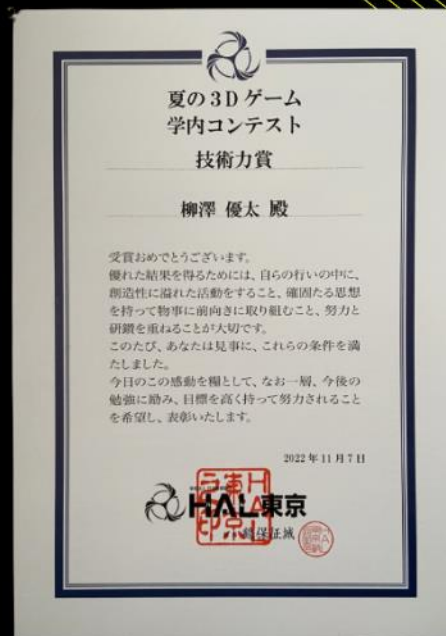 夏の3Dゲーム
学内コンテスト
技術力賞
柳澤 優太 殿
受賞おめでとうございます。
優れた結果を得るためには、自らの行いの中に、
創造性に溢れた活動をすること、確固たる思想
を持って物事に前向きに取り組むこと、努力と
研鑽を重ねることが大切です。
このたび、あなたは見事に、これらの条件を満
たしました。
今日のこの感動を糧として、なお一層、今後の
勉強に励み、目標を高く持って努力されること
を希望し、表彰いたします。
2022年11月7日
HAL東京